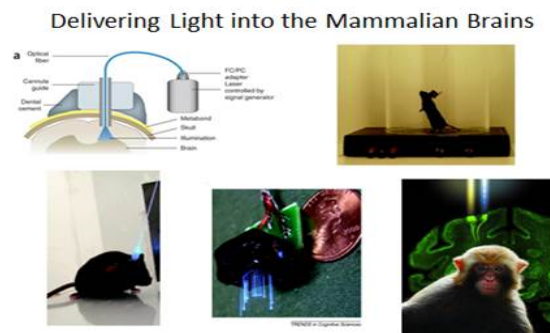 Delivering Light into the Mammalian Brains
a
Optical
fiber
FC/PC
adapter
Laser
controlled by
signal generator
Cannula
guide
Dental
cement
Metabond
Skull
Illumination
Brain
TRENDS in Cognitive Sciences